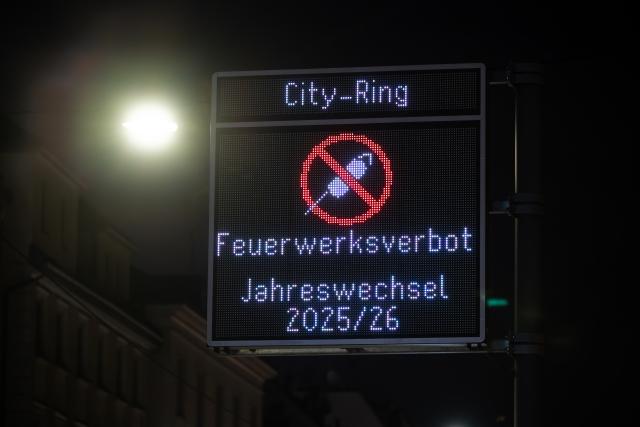 City-Ring
Feuerwerksverbot
Jahreswechsel
2025/26